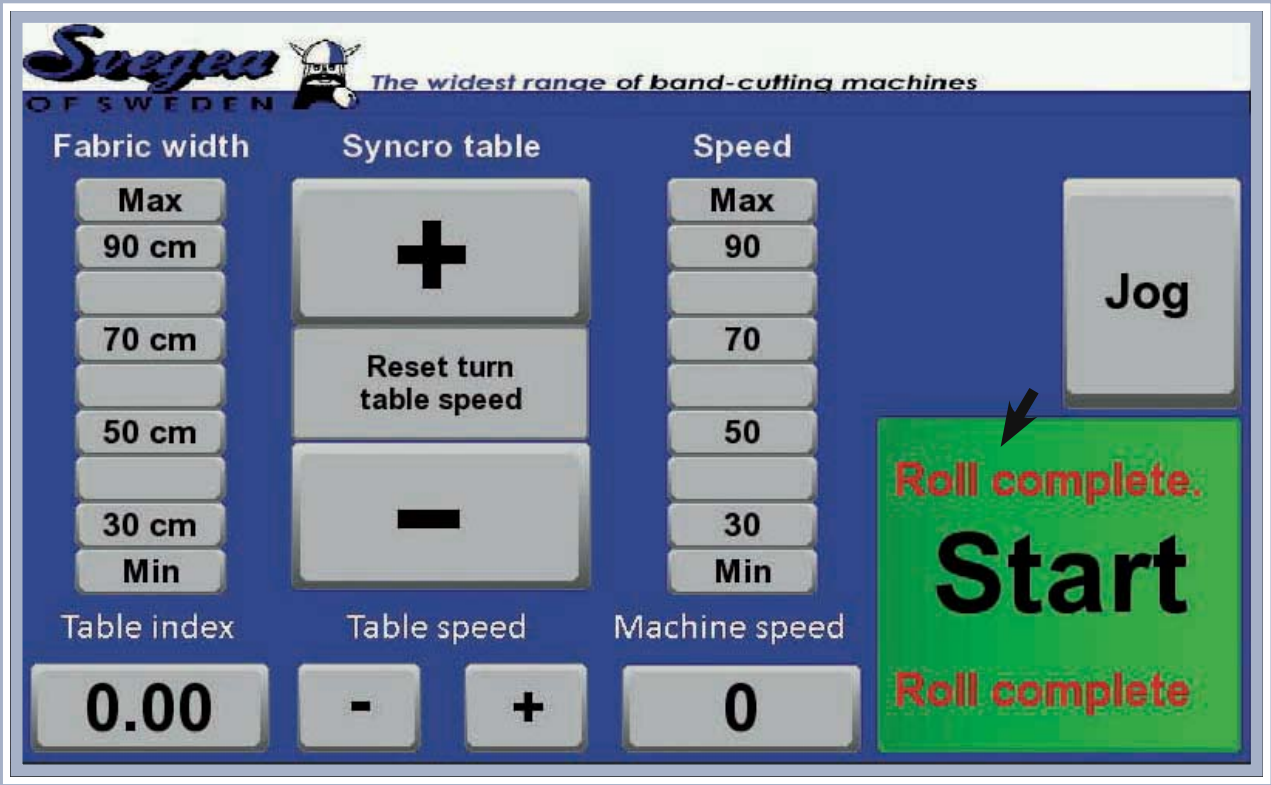 Svegea
OF SWEDEN
The widest range of band-cutting machines
Fabric width
Syncro table
Speed
Max
90 cm
70 cm
50 cm
30 cm
Min
+
Reset turn
table speed
-
Max
90
70
50
30
Min
Jog
Roll complete.
Start
Roll complete
Table index
Table speed
Machine speed
0.00
-
+
0